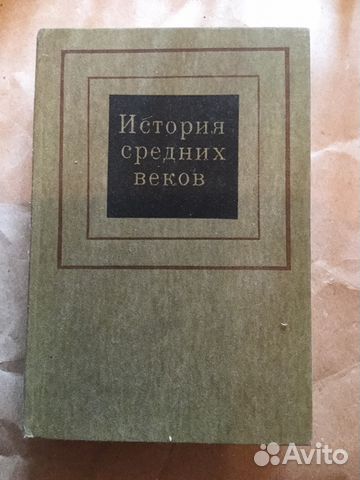 История
средних
веков
Avito